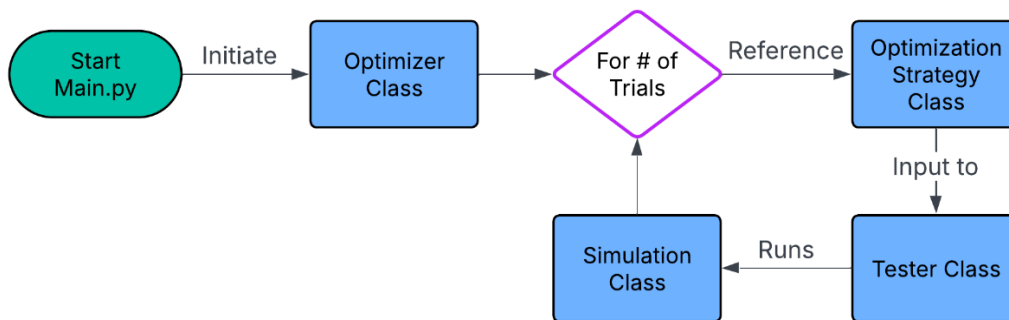 Start
Main.py
Initiate
Optimizer
Class
For # of
Trials
Reference
Optimization
Strategy
Class
Input to
Tester Class
Runs
Simulation
Class